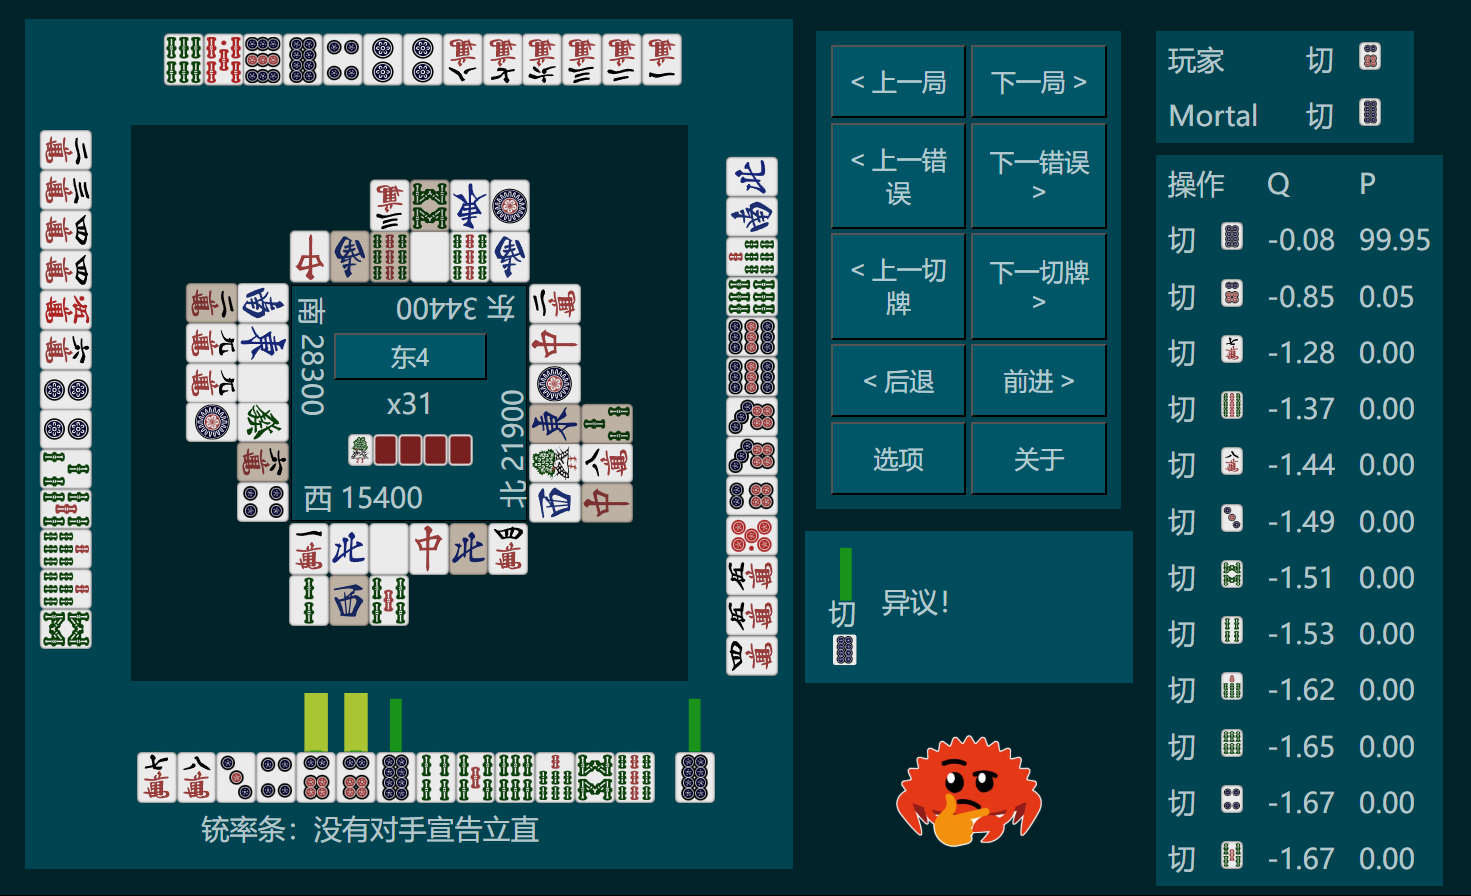 东 34400
南 28300
东4
x31
北 21900
西 15400
铳率条：没有对手宣告立直
< 上一局
下一局 >
< 上一错
误
下一错误
>
< 上一切
牌
下一切牌
>
< 后退
前进 >
选项
关于
切
异议！
玩家 切
Mortal 切
操作 Q P
切 -0.08 99.95
切 -0.85 0.05
切 -1.28 0.00
切 -1.37 0.00
切 -1.44 0.00
切 -1.49 0.00
切 -1.51 0.00
切 -1.53 0.00
切 -1.62 0.00
切 -1.65 0.00
切 -1.67 0.00
切 -1.67 0.00